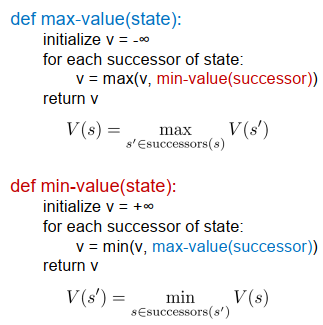 def max-value(state):
initialize v = -∞
for each successor of state:
v = max(v, min-value(successor))
return v
V(s) = max V(s′)
s′∈successors(s)
def min-value(state):
initialize v = +∞
for each successor of state:
v = min(v, max-value(successor))
return v
V(s′) = min V(s)
s∈successors(s′)